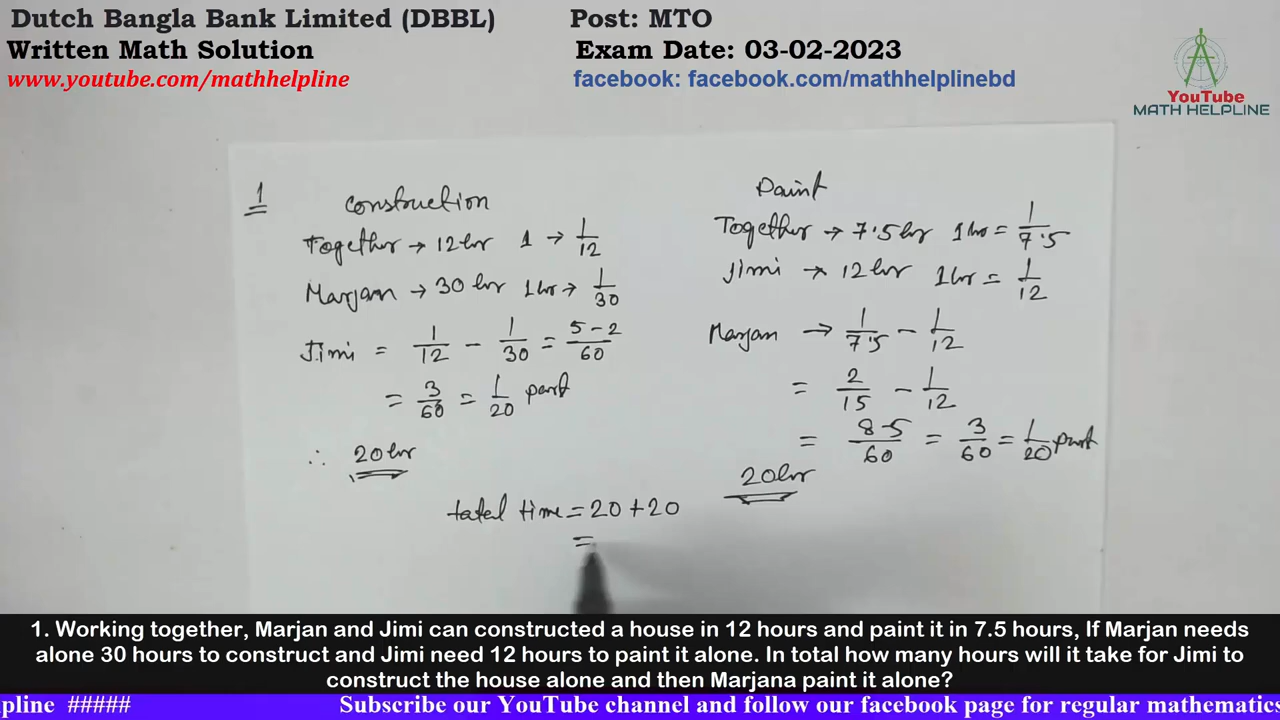 Dutch Bangla Bank Limited (DBBL) Post: MTO
Written Math Solution Exam Date: 03-02-2023
www.youtube.com/mathhelpline facebook: facebook.com/mathhelplinebd
YouTube
MATH HELPLINE
1
Construction
Together → 12hr 1 → 1/12
Marjan → 30 hr 1hr → 1/30
Jimi = 1/12 - 1/30 = 5-2/60
= 3/60 = 1/20 part
∴ 20hr
Paint
Together → 7.5 hr 1hr = 1/7.5
Jimi → 12hr 1hr = 1/12
Marjan → 1/7.5 - 1/12
= 2/15 - 1/12
= 8-5/60 = 3/60 = 1/20 part
20hr
total time = 20 + 20
=
1. Working together, Marjan and Jimi can constructed a house in 12 hours and paint it in 7.5 hours, If Marjan needs
alone 30 hours to construct and Jimi need 12 hours to paint it alone. In total how many hours will it take for Jimi to
construct the house alone and then Marjana paint it alone?
pline ##### Subscribe our YouTube channel and follow our facebook page for regular mathematics